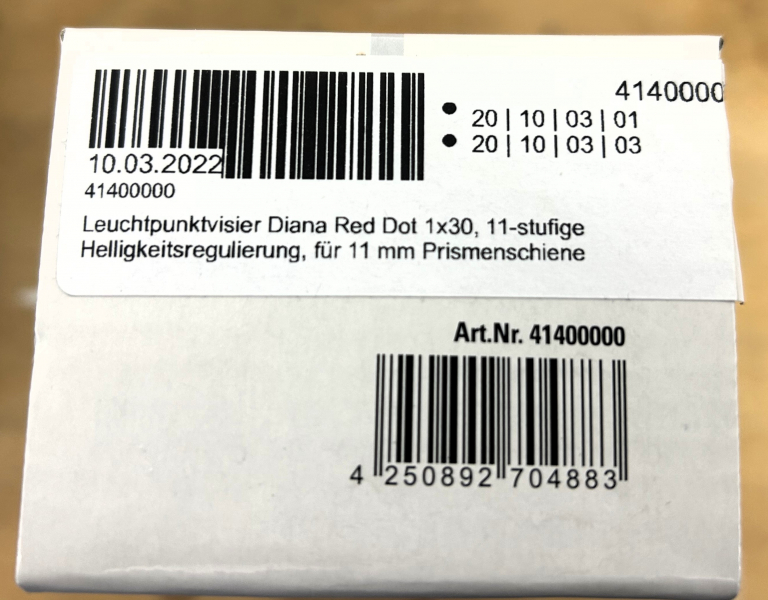 4140000
20 | 10 | 03 | 01
20 | 10 | 03 | 03
10.03.2022
41400000
Leuchtpunktvisier Diana Red Dot 1x30, 11-stufige
Helligkeitsregulierung, für 11 mm Prismenschiene
Art.Nr. 41400000
4 250892 704883